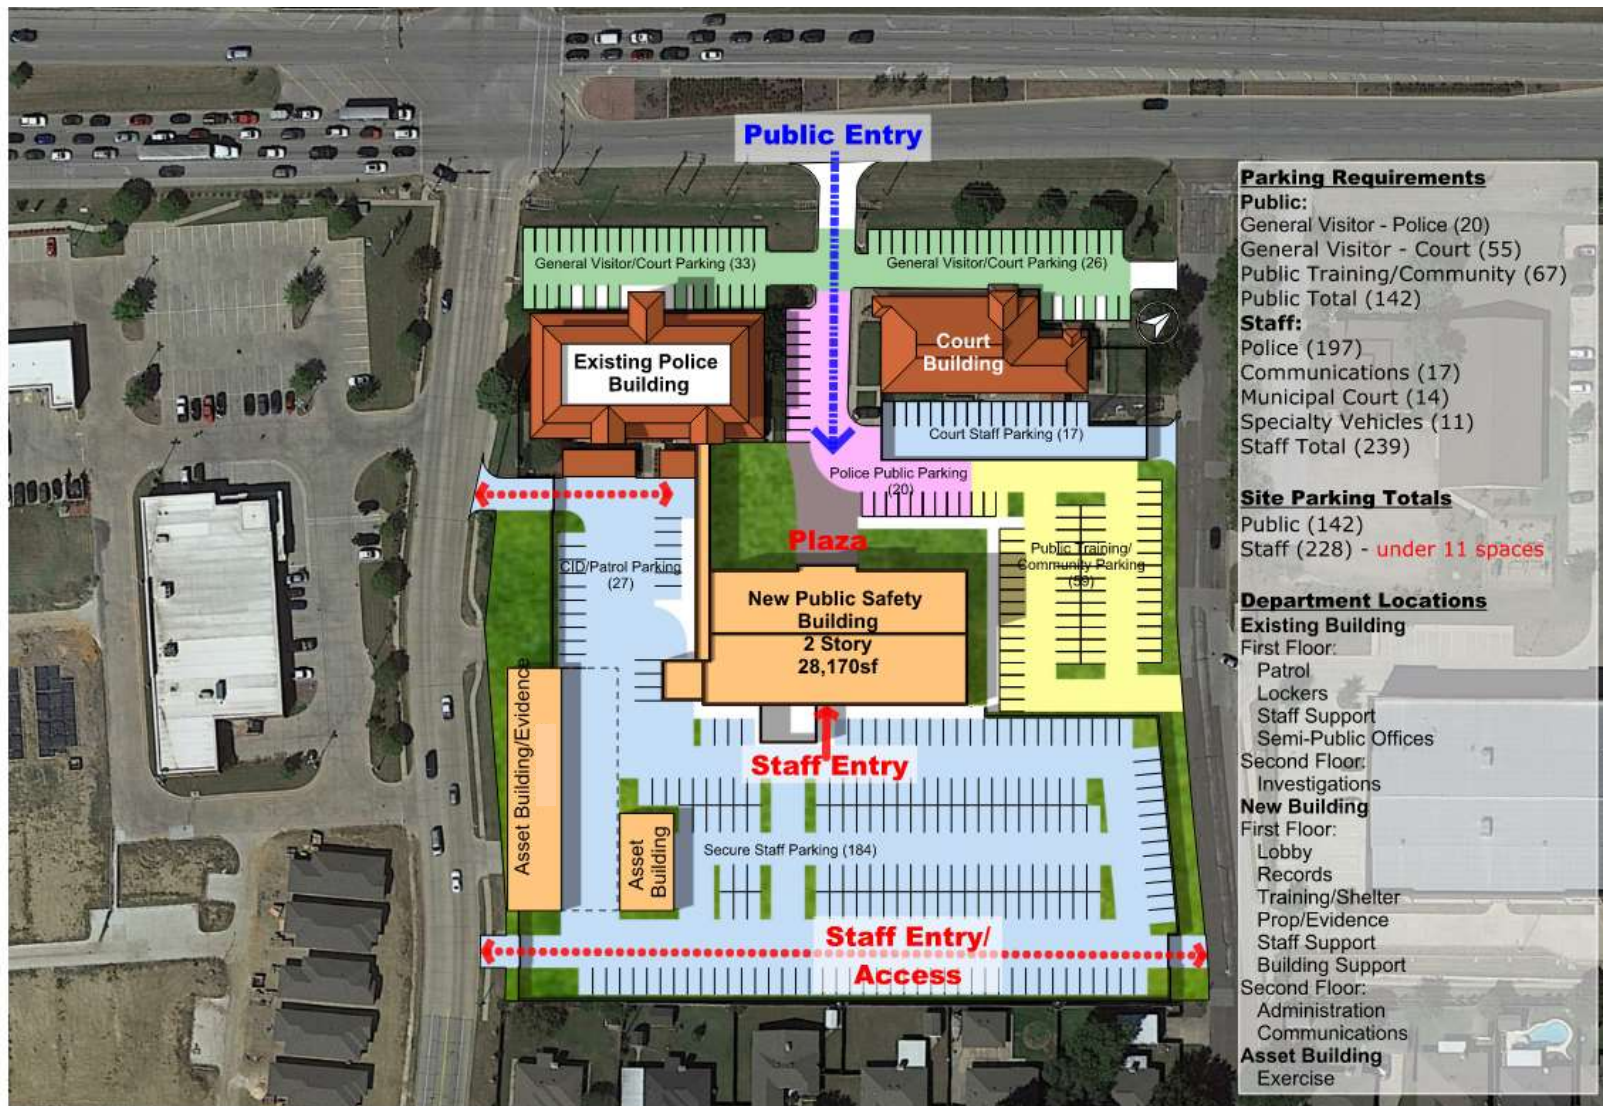 Public Entry
General Visitor/Court Parking (33)
General Visitor/Court Parking (26)
Existing Police
Building
Court
Building
Court Staff Parking (17)
Police Public Parking
(20)
Plaza
CID/Patrol Parking
(27)
Public Training/
Community Parking
(59)
New Public Safety
Building
2 Story
28,170sf
Asset Building/Evidence
Staff Entry
Asset
Building
Secure Staff Parking (184)
Staff Entry/
Access
Parking Requirements
Public:
General Visitor - Police (20)
General Visitor - Court (55)
Public Training/Community (67)
Public Total (142)
Staff:
Police (197)
Communications (17)
Municipal Court (14)
Specialty Vehicles (11)
Staff Total (239)
Site Parking Totals
Public (142)
Staff (228) - under 11 spaces
Department Locations
Existing Building
First Floor:
Patrol
Lockers
Staff Support
Semi-Public Offices
Second Floor:
Investigations
New Building
First Floor:
Lobby
Records
Training/Shelter
Prop/Evidence
Staff Support
Building Support
Second Floor:
Administration
Communications
Asset Building
Exercise